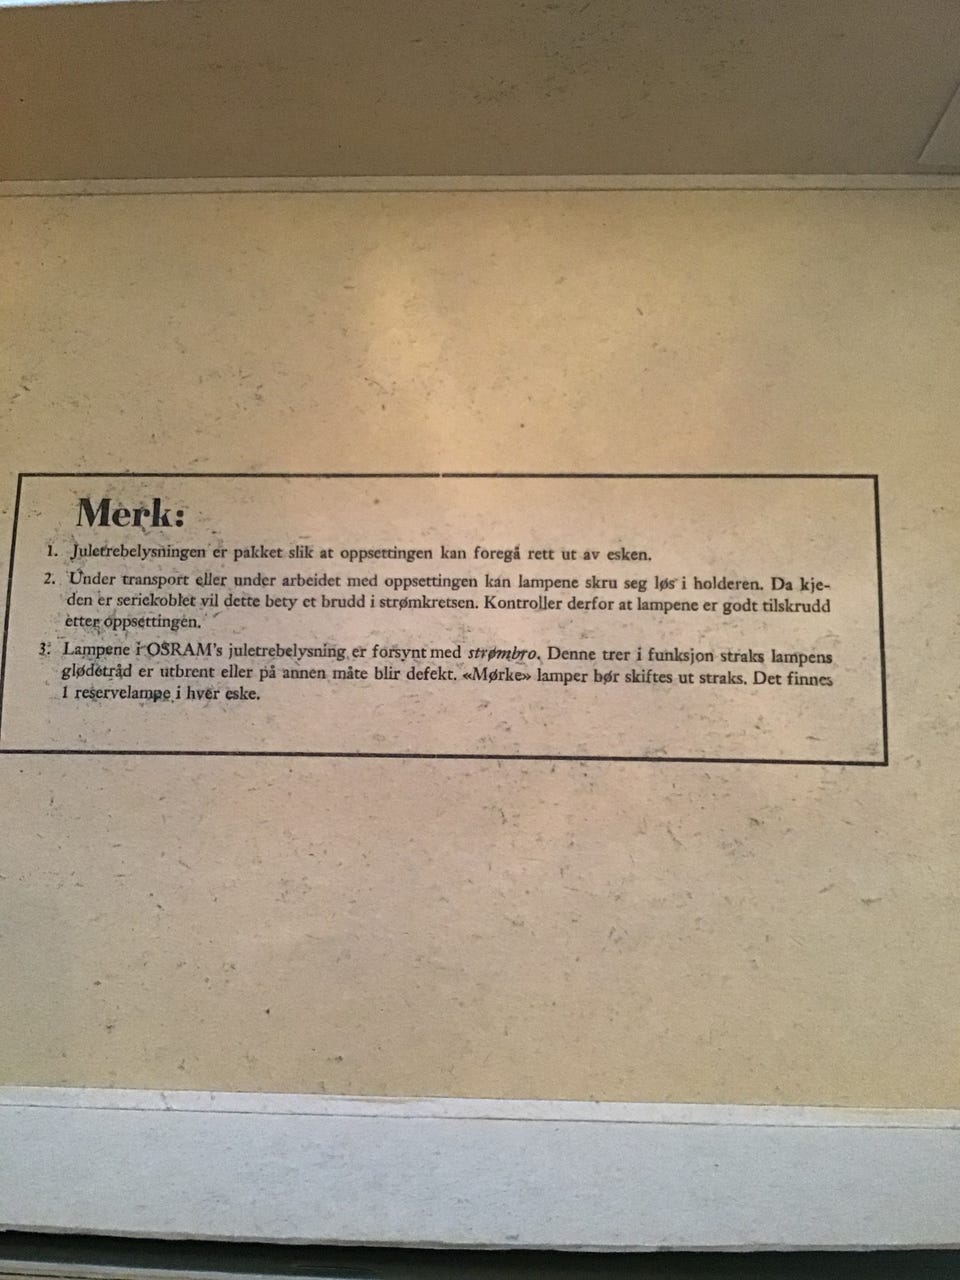 Merk:
1. Juletrebelysningen er pakket slik at oppsettingen kan foregå rett ut av esken.
2. Under transport eller under arbeidet med oppsettingen kan lampene skru seg løs i holderen. Da kje-
den er seriekoblet vil dette bety et brudd i strømkretsen. Kontroller derfor at lampene er godt tilskrudd
etter oppsettingen.
3. Lampene i OSRAM's juletrebelysning er forsynt med strømbro. Denne trer i funksjon straks lampens
glødetråd er utbrent eller på annen måte blir defekt. «Mørke» lamper bør skiftes ut straks. Det finnes
1 reservelampe i hver eske.